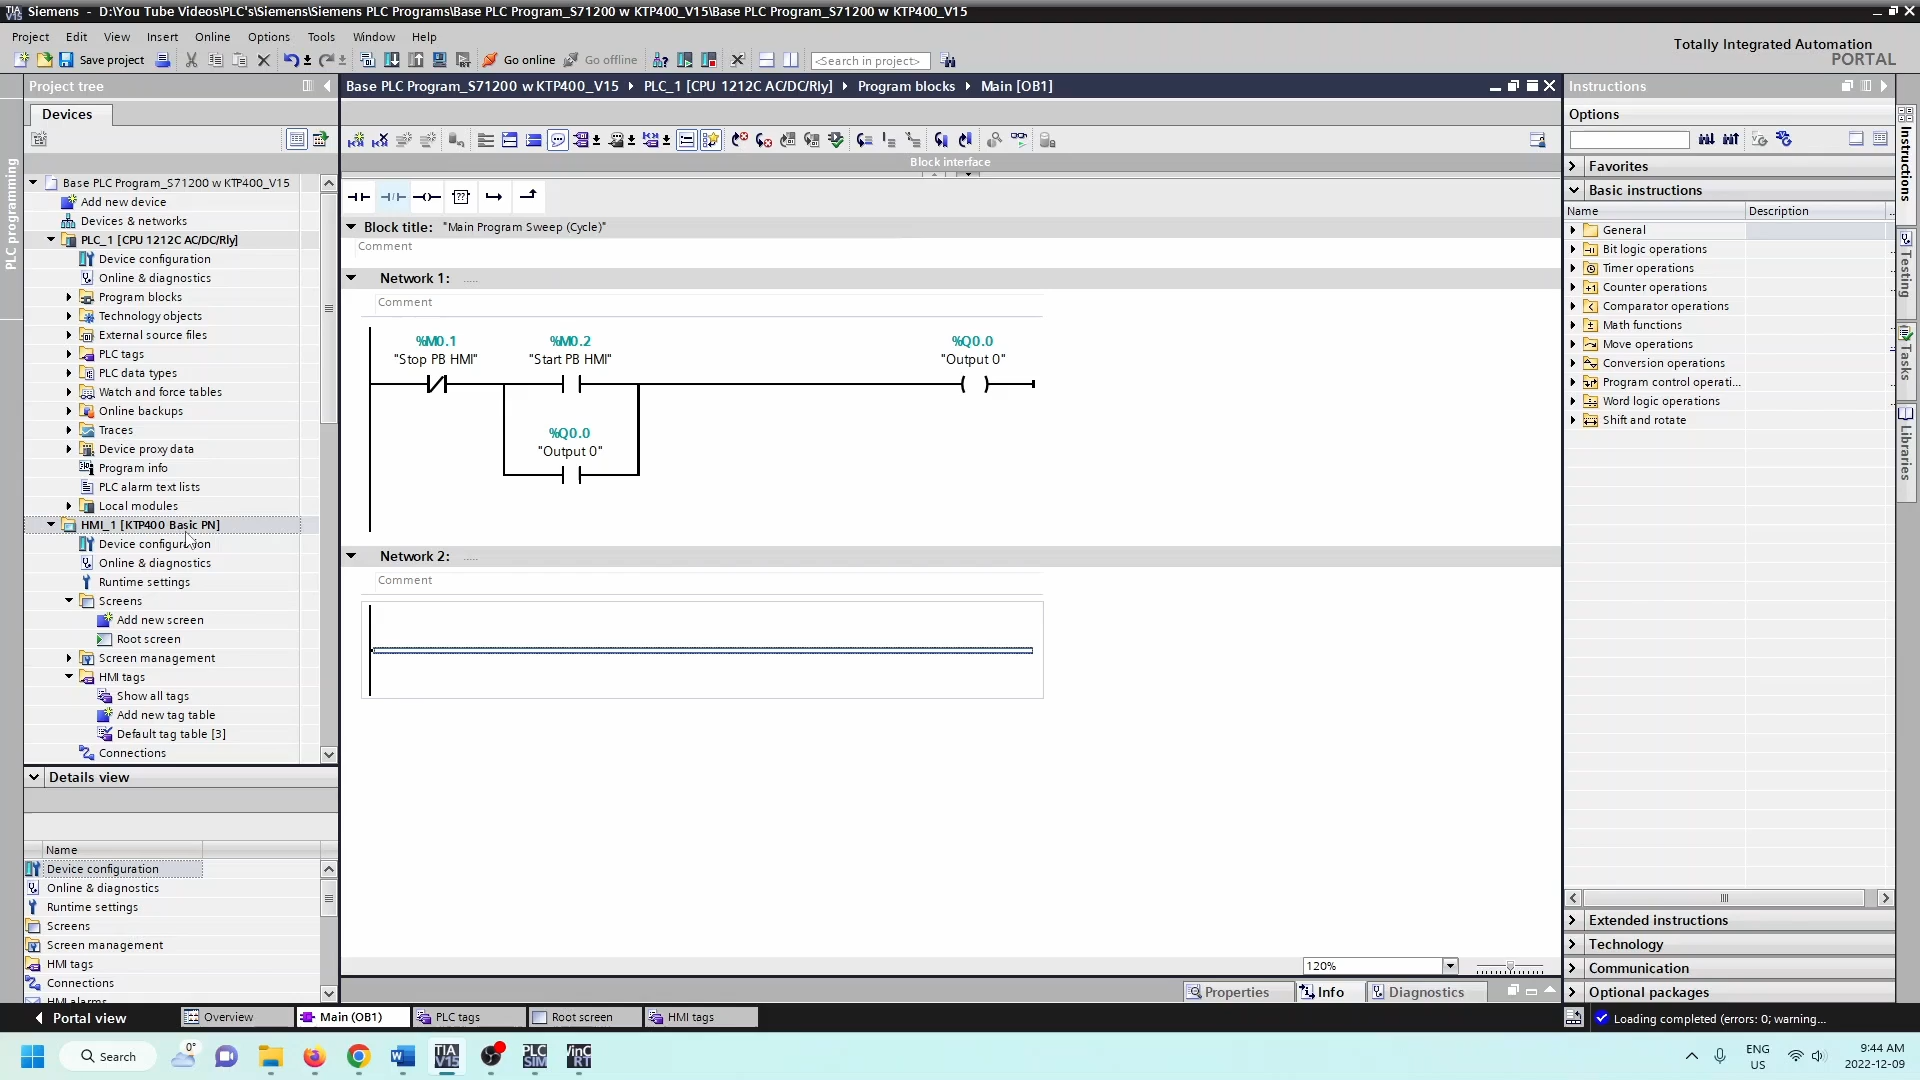 Siemens - D:\You Tube Videos\PLC's\Siemens\Siemens PLC Programs\Base PLC Program_S71200 w KTP400_V15\Base PLC Program_S71200 w KTP400_V15
Project Edit View Insert Online Options Tools Window Help
Totally Integrated Automation
PORTAL
Save project
Go online
Go offline
<Search in project>
Project tree
Base PLC Program_S71200 w KTP400_V15 PLC_1 [CPU 1212C AC/DC/Rly] Program blocks Main [OB1]
Instructions
Devices
Options
PLC programming
Block interface
Base PLC Program_S71200 w KTP400_V15
Add new device
Devices & networks
PLC_1 [CPU 1212C AC/DC/Rly]
Device configuration
Online & diagnostics
Program blocks
Technology objects
External source files
PLC tags
PLC data types
Watch and force tables
Online backups
Traces
Device proxy data
Program info
PLC alarm text lists
Local modules
HMI_1 [KTP400 Basic PN]
Device configuration
Online & diagnostics
Runtime settings
Screens
Add new screen
Root screen
Screen management
HMI tags
Show all tags
Add new tag table
Default tag table [3]
Connections
Details view
Name
Device configuration
Online & diagnostics
Runtime settings
Screens
Screen management
HMI tags
Connections
HMI alarms
??
Block title: "Main Program Sweep (Cycle)"
Comment
Network 1: .....
Comment
%M0.1
"Stop PB HMI"
%M0.2
"Start PB HMI"
%Q0.0
"Output 0"
%Q0.0
"Output 0"
Network 2: .....
Comment
120%
Properties
Info
Diagnostics
Favorites
Basic instructions
Name Description
General
Bit logic operations
Timer operations
Counter operations
Comparator operations
Math functions
Move operations
Conversion operations
Program control operati...
Word logic operations
Shift and rotate
Extended instructions
Technology
Communication
Optional packages
Instructions
Testing
Tasks
Libraries
Portal view
Overview
Main (OB1)
PLC tags
Root screen
HMI tags
Loading completed (errors: 0; warning...
0°
Search
TIA
V15
PLC
SIM
WinC
RT
ENG
US
9:44 AM
2022-12-09